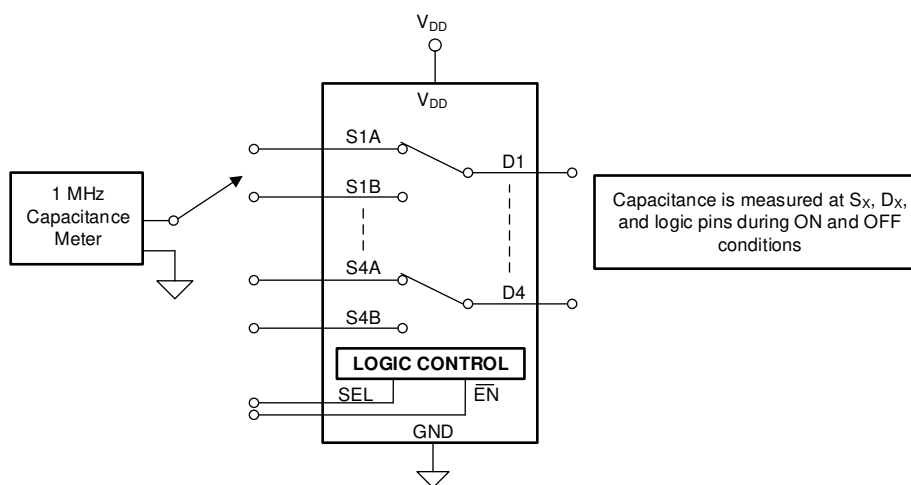 V_DD
V_DD
S1A
D1
S1B
1 MHz
Capacitance
Meter
Capacitance is measured at S_X, D_X,
and logic pins during ON and OFF
conditions
S4A
D4
S4B
LOGIC CONTROL
SEL
E̅N̅
GND